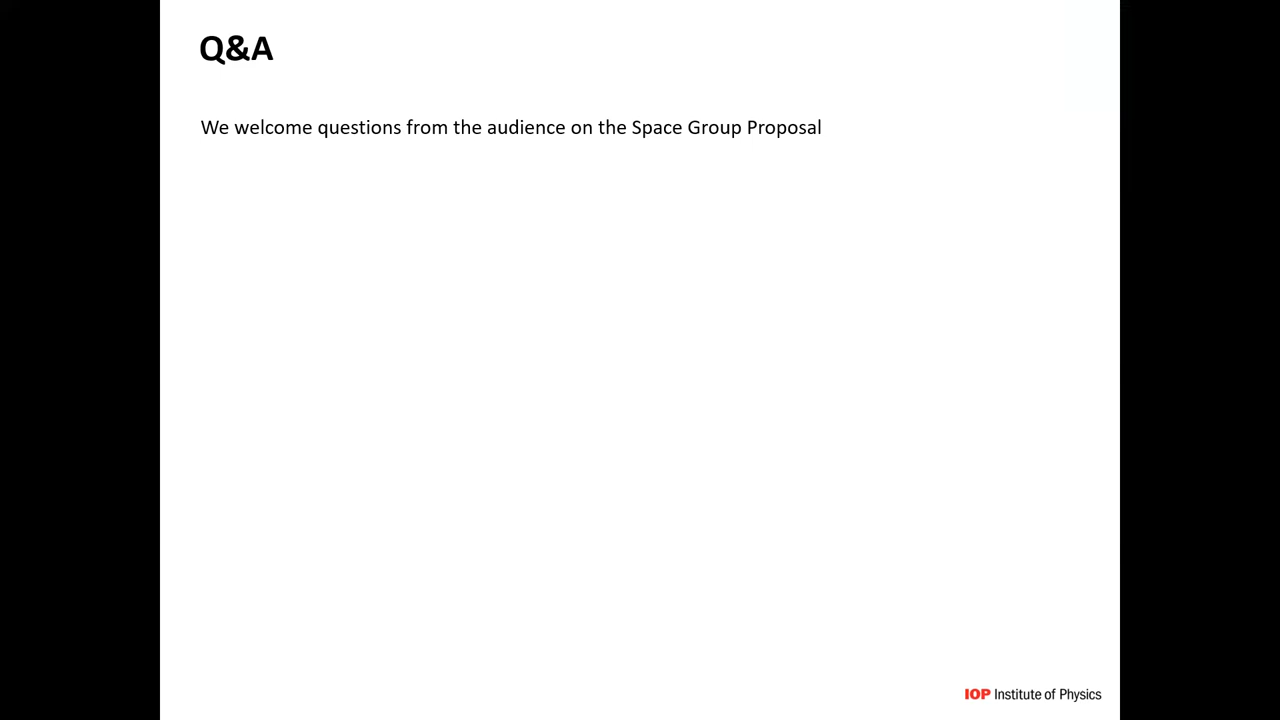 Q&A
We welcome questions from the audience on the Space Group Proposal
IOP Institute of Physics